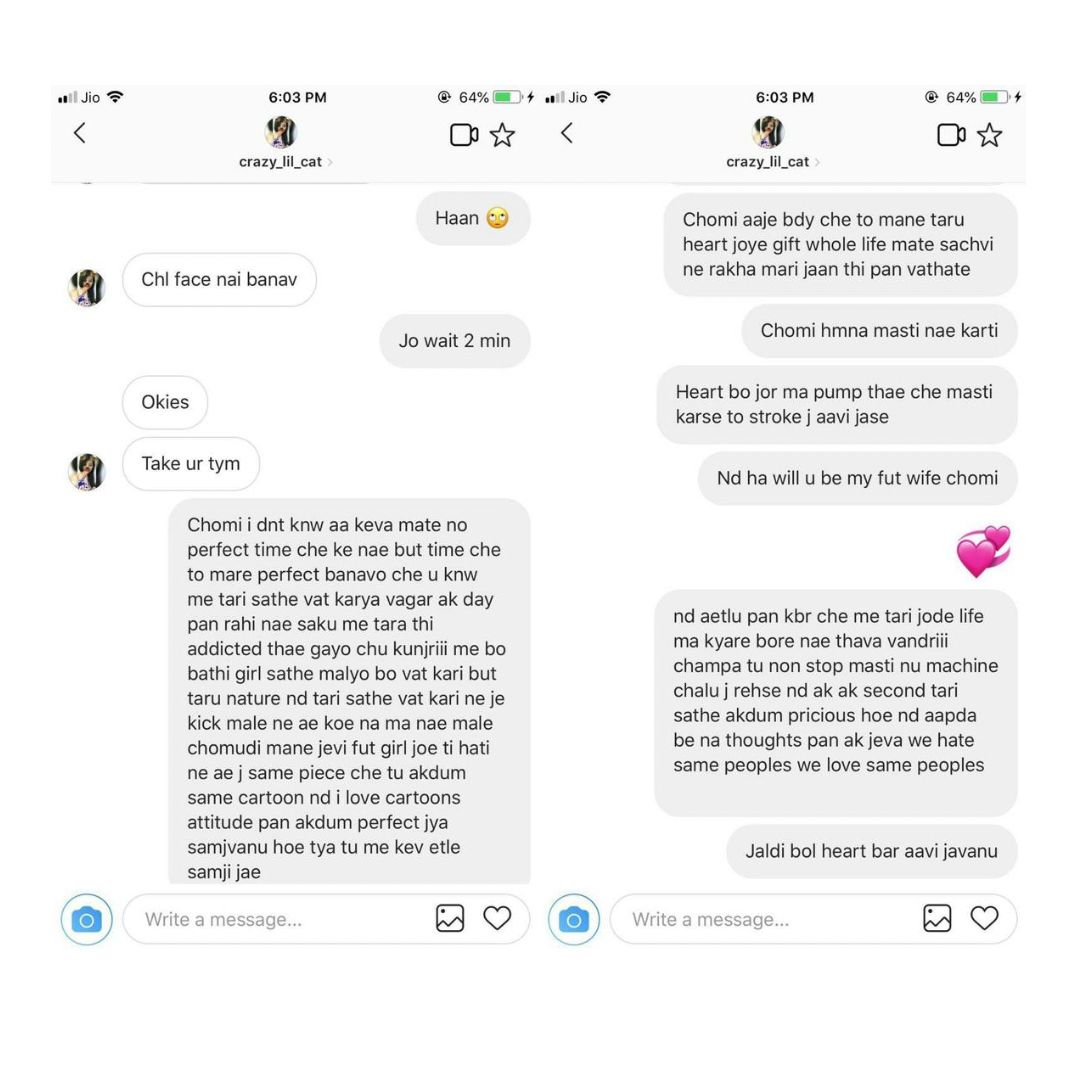 Jio
6:03 PM
64%
crazy_lil_cat
Haan 🙄
Chl face nai banav
Jo wait 2 min
Okies
Take ur tym
Chomi i dnt knw aa keva mate no
perfect time che ke nae but time che
to mare perfect banavo che u knw
me tari sathe vat karya vagar ak day
pan rahi nae saku me tara thi
addicted thae gayo chu kunjriii me bo
bathi girl sathe malyo bo vat kari but
taru nature nd tari sathe vat kari ne je
kick male ne ae koe na ma nae male
chomudi mane jevi fut girl joe ti hati
ne ae j same piece che tu akdum
same cartoon nd i love cartoons
attitude pan akdum perfect jya
samjvanu hoe tya tu me kev etle
samji jae
Write a message...
Jio
6:03 PM
64%
crazy_lil_cat
Chomi aaje bdy che to mane taru
heart joye gift whole life mate sachvi
ne rakha mari jaan thi pan vathate
Chomi hmna masti nae karti
Heart bo jor ma pump thae che masti
karse to stroke j aavi jase
Nd ha will u be my fut wife chomi
💞
nd aetlu pan kbr che me tari jode life
ma kyare bore nae thava vandriii
champa tu non stop masti nu machine
chalu j rehse nd ak ak second tari
sathe akdum pricious hoe nd aapda
be na thoughts pan ak jeva we hate
same peoples we love same peoples
Jaldi bol heart bar aavi javanu
Write a message...